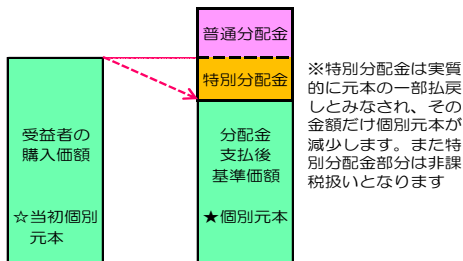 普通分配金
特別分配金
受益者の
購入価額
☆当初個別
元本
分配金
支払後
基準価額
★個別元本
※特別分配金は実質
的に元本の一部払戻
しとみなされ、その
金額だけ個別元本が
減少します。また特
別分配金部分は非課
税扱いとなります